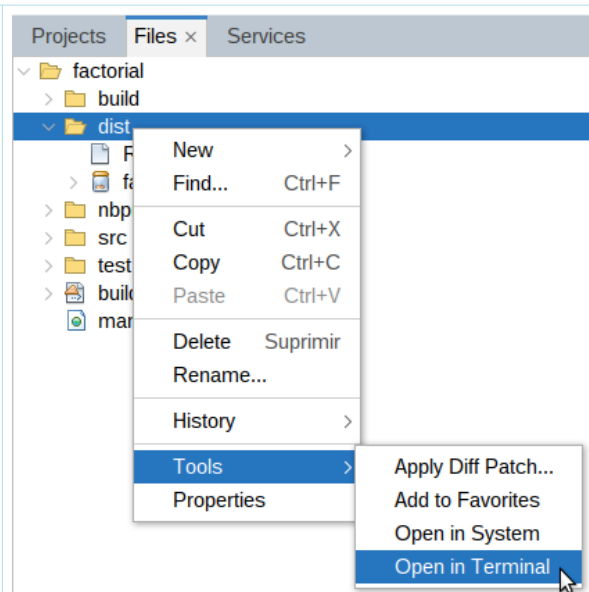 Projects Files × Services
factorial
build
dist
New
Find... Ctrl+F
nbp
Cut Ctrl+X
src
Copy Ctrl+C
test
Paste Ctrl+V
build
mar
Delete Suprimir
Rename...
History
Tools
Properties
Apply Diff Patch...
Add to Favorites
Open in System
Open in Terminal